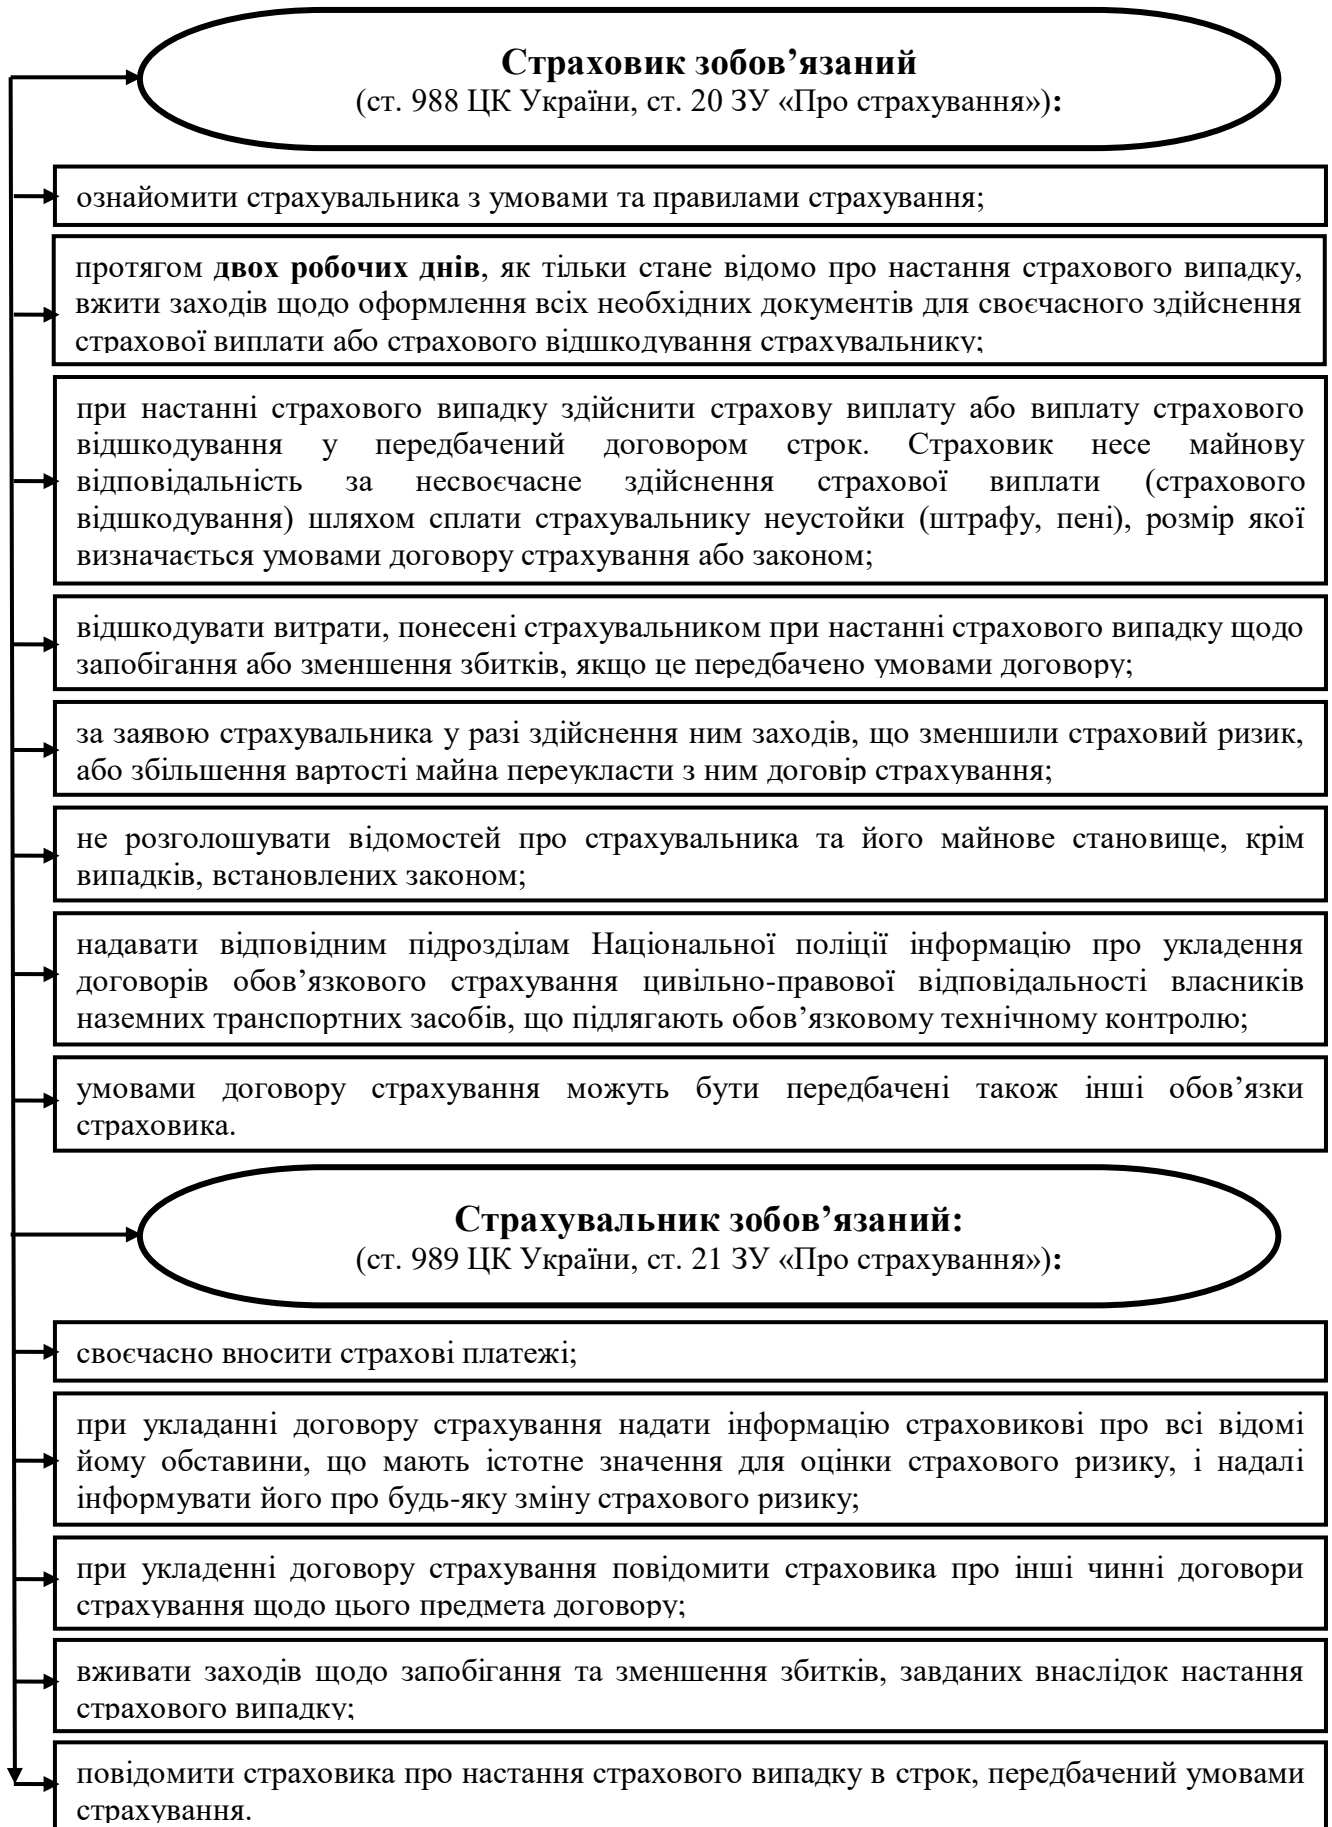 Страховик зобов’язаний
(ст. 988 ЦК України, ст. 20 ЗУ «Про страхування»):
ознайомити страхувальника з умовами та правилами страхування;
протягом двох робочих днів, як тільки стане відомо про настання страхового випадку,
вжити заходів щодо оформлення всіх необхідних документів для своєчасного здійснення
страхової виплати або страхового відшкодування страхувальнику;
при настанні страхового випадку здійснити страхову виплату або виплату страхового
відшкодування у передбачений договором строк. Страховик несе майнову
відповідальність за несвоєчасне здійснення страхової виплати (страхового
відшкодування) шляхом сплати страхувальнику неустойки (штрафу, пені), розмір якої
визначається умовами договору страхування або законом;
відшкодувати витрати, понесені страхувальником при настанні страхового випадку щодо
запобігання або зменшення збитків, якщо це передбачено умовами договору;
за заявою страхувальника у разі здійснення ним заходів, що зменшили страховий ризик,
або збільшення вартості майна переукласти з ним договір страхування;
не розголошувати відомостей про страхувальника та його майнове становище, крім
випадків, встановлених законом;
надавати відповідним підрозділам Національної поліції інформацію про укладення
договорів обов’язкового страхування цивільно-правової відповідальності власників
наземних транспортних засобів, що підлягають обов’язковому технічному контролю;
умовами договору страхування можуть бути передбачені також інші обов’язки
страховика.
Страхувальник зобов’язаний:
(ст. 989 ЦК України, ст. 21 ЗУ «Про страхування»):
своєчасно вносити страхові платежі;
при укладанні договору страхування надати інформацію страховикові про всі відомі
йому обставини, що мають істотне значення для оцінки страхового ризику, і надалі
інформувати його про будь-яку зміну страхового ризику;
при укладенні договору страхування повідомити страховика про інші чинні договори
страхування щодо цього предмета договору;
вживати заходів щодо запобігання та зменшення збитків, завданих внаслідок настання
страхового випадку;
повідомити страховика про настання страхового випадку в строк, передбачений умовами
страхування.